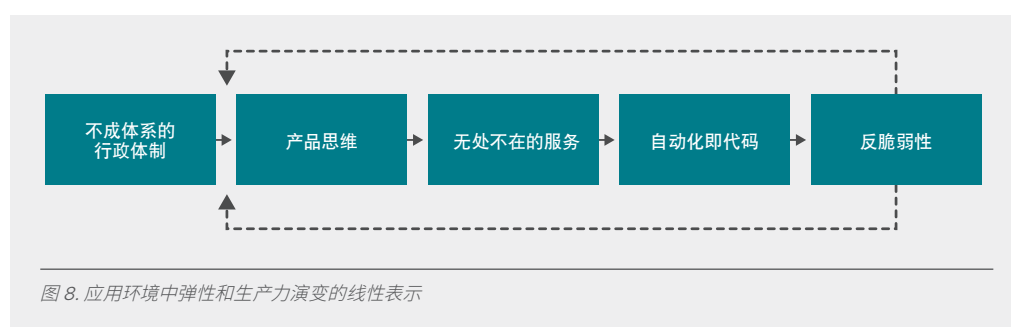 不成体系的
行政体制
产品思维
无处不在的服务
自动化即代码
反脆弱性
图 8. 应用环境中弹性和生产力演变的线性表示